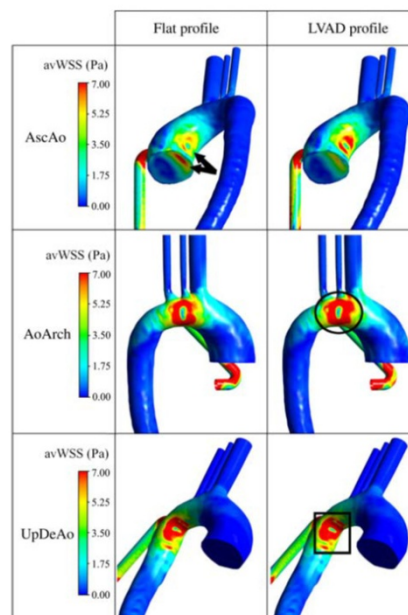 Flat profile LVAD profile
avWSS (Pa)
7.00
5.25
AscAo
3.50
1.75
0.00
avWSS (Pa)
7.00
5.25
AoArch
3.50
1.75
0.00
avWSS (Pa)
7.00
5.25
UpDeAo
3.50
1.75
0.00